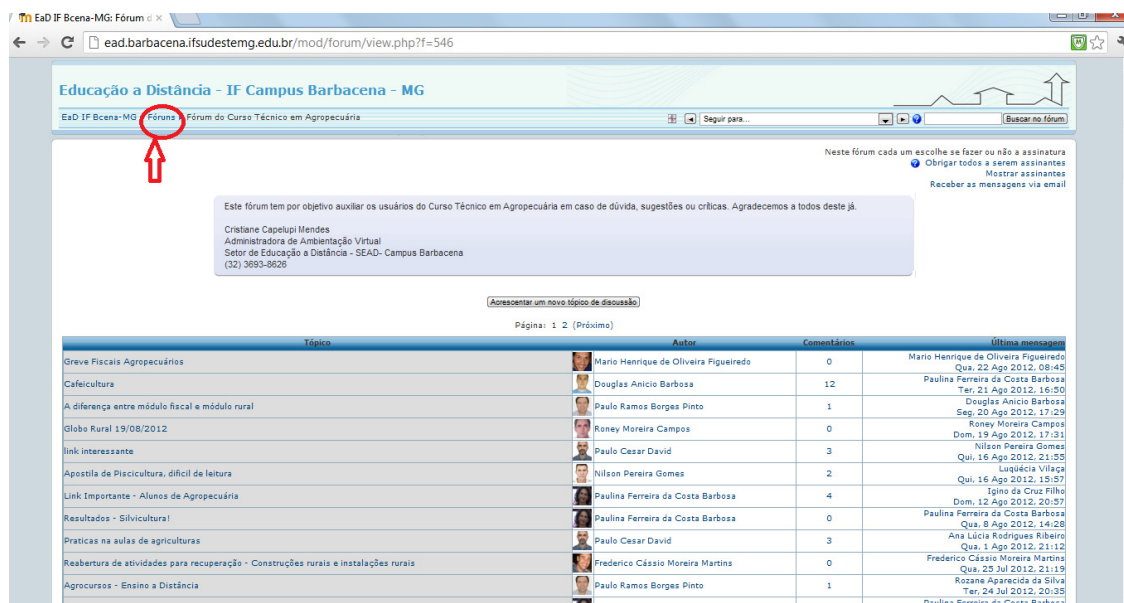 EaD IF Bcena-MG: Fórum d
ead.barbacena.ifsudestemg.edu.br/mod/forum/view.php?f=546
Educação a Distância - IF Campus Barbacena - MG
EaD IF Bcena-MG Fóruns Fórum do Curso Técnico em Agropecuária Seguir para... Buscar no fórum
Neste fórum cada um escolhe se fazer ou não a assinatura
Obrigar todos a serem assinantes
Mostrar assinantes
Receber as mensagens via email
Este fórum tem por objetivo auxiliar os usuários do Curso Técnico em Agropecuária em caso de dúvida, sugestões ou críticas. Agradecemos a todos deste já.
Cristiane Capelupi Mendes
Administradora de Ambientação Virtual
Setor de Educação a Distância - SEAD- Campus Barbacena
(32) 3693-8626
Acrescentar um novo tópico de discussão
Página: 1 2 (Próximo)
Tópico Autor Comentários Última mensagem
Greve Fiscais Agropecuários Mario Henrique de Oliveira Figueiredo 0 Mario Henrique de Oliveira Figueiredo
Qua, 22 Ago 2012, 08:45
Cafeicultura Douglas Anicio Barbosa 12 Paulina Ferreira da Costa Barbosa
Ter, 21 Ago 2012, 16:50
A diferença entre módulo fiscal e módulo rural Paulo Ramos Borges Pinto 1 Douglas Anicio Barbosa
Seg, 20 Ago 2012, 17:29
Globo Rural 19/08/2012 Roney Moreira Campos 0 Roney Moreira Campos
Dom, 19 Ago 2012, 17:31
link interessante Paulo Cesar David 3 Nilson Pereira Gomes
Qui, 16 Ago 2012, 21:55
Apostila de Piscicultura, dificil de leitura Nilson Pereira Gomes 2 Luqüécia Vilaça
Qui, 16 Ago 2012, 15:57
Link Importante - Alunos de Agropecuária Paulina Ferreira da Costa Barbosa 4 Igino da Cruz Filho
Dom, 12 Ago 2012, 20:57
Resultados - Silvicultura! Paulina Ferreira da Costa Barbosa 0 Paulina Ferreira da Costa Barbosa
Qua, 8 Ago 2012, 14:28
Praticas na aulas de agriculturas Paulo Cesar David 3 Ana Lúcia Rodrigues Ribeiro
Qua, 1 Ago 2012, 21:12
Reabertura de atividades para recuperação - Construções rurais e instalações rurais Frederico Cássio Moreira Martins 0 Frederico Cássio Moreira Martins
Qua, 25 Jul 2012, 21:19
Agrocursos - Ensino a Distância Paulo Ramos Borges Pinto 1 Rozane Aparecida da Silva
Ter, 24 Jul 2012, 20:35
Paulina Ferreira da Costa Barbosa